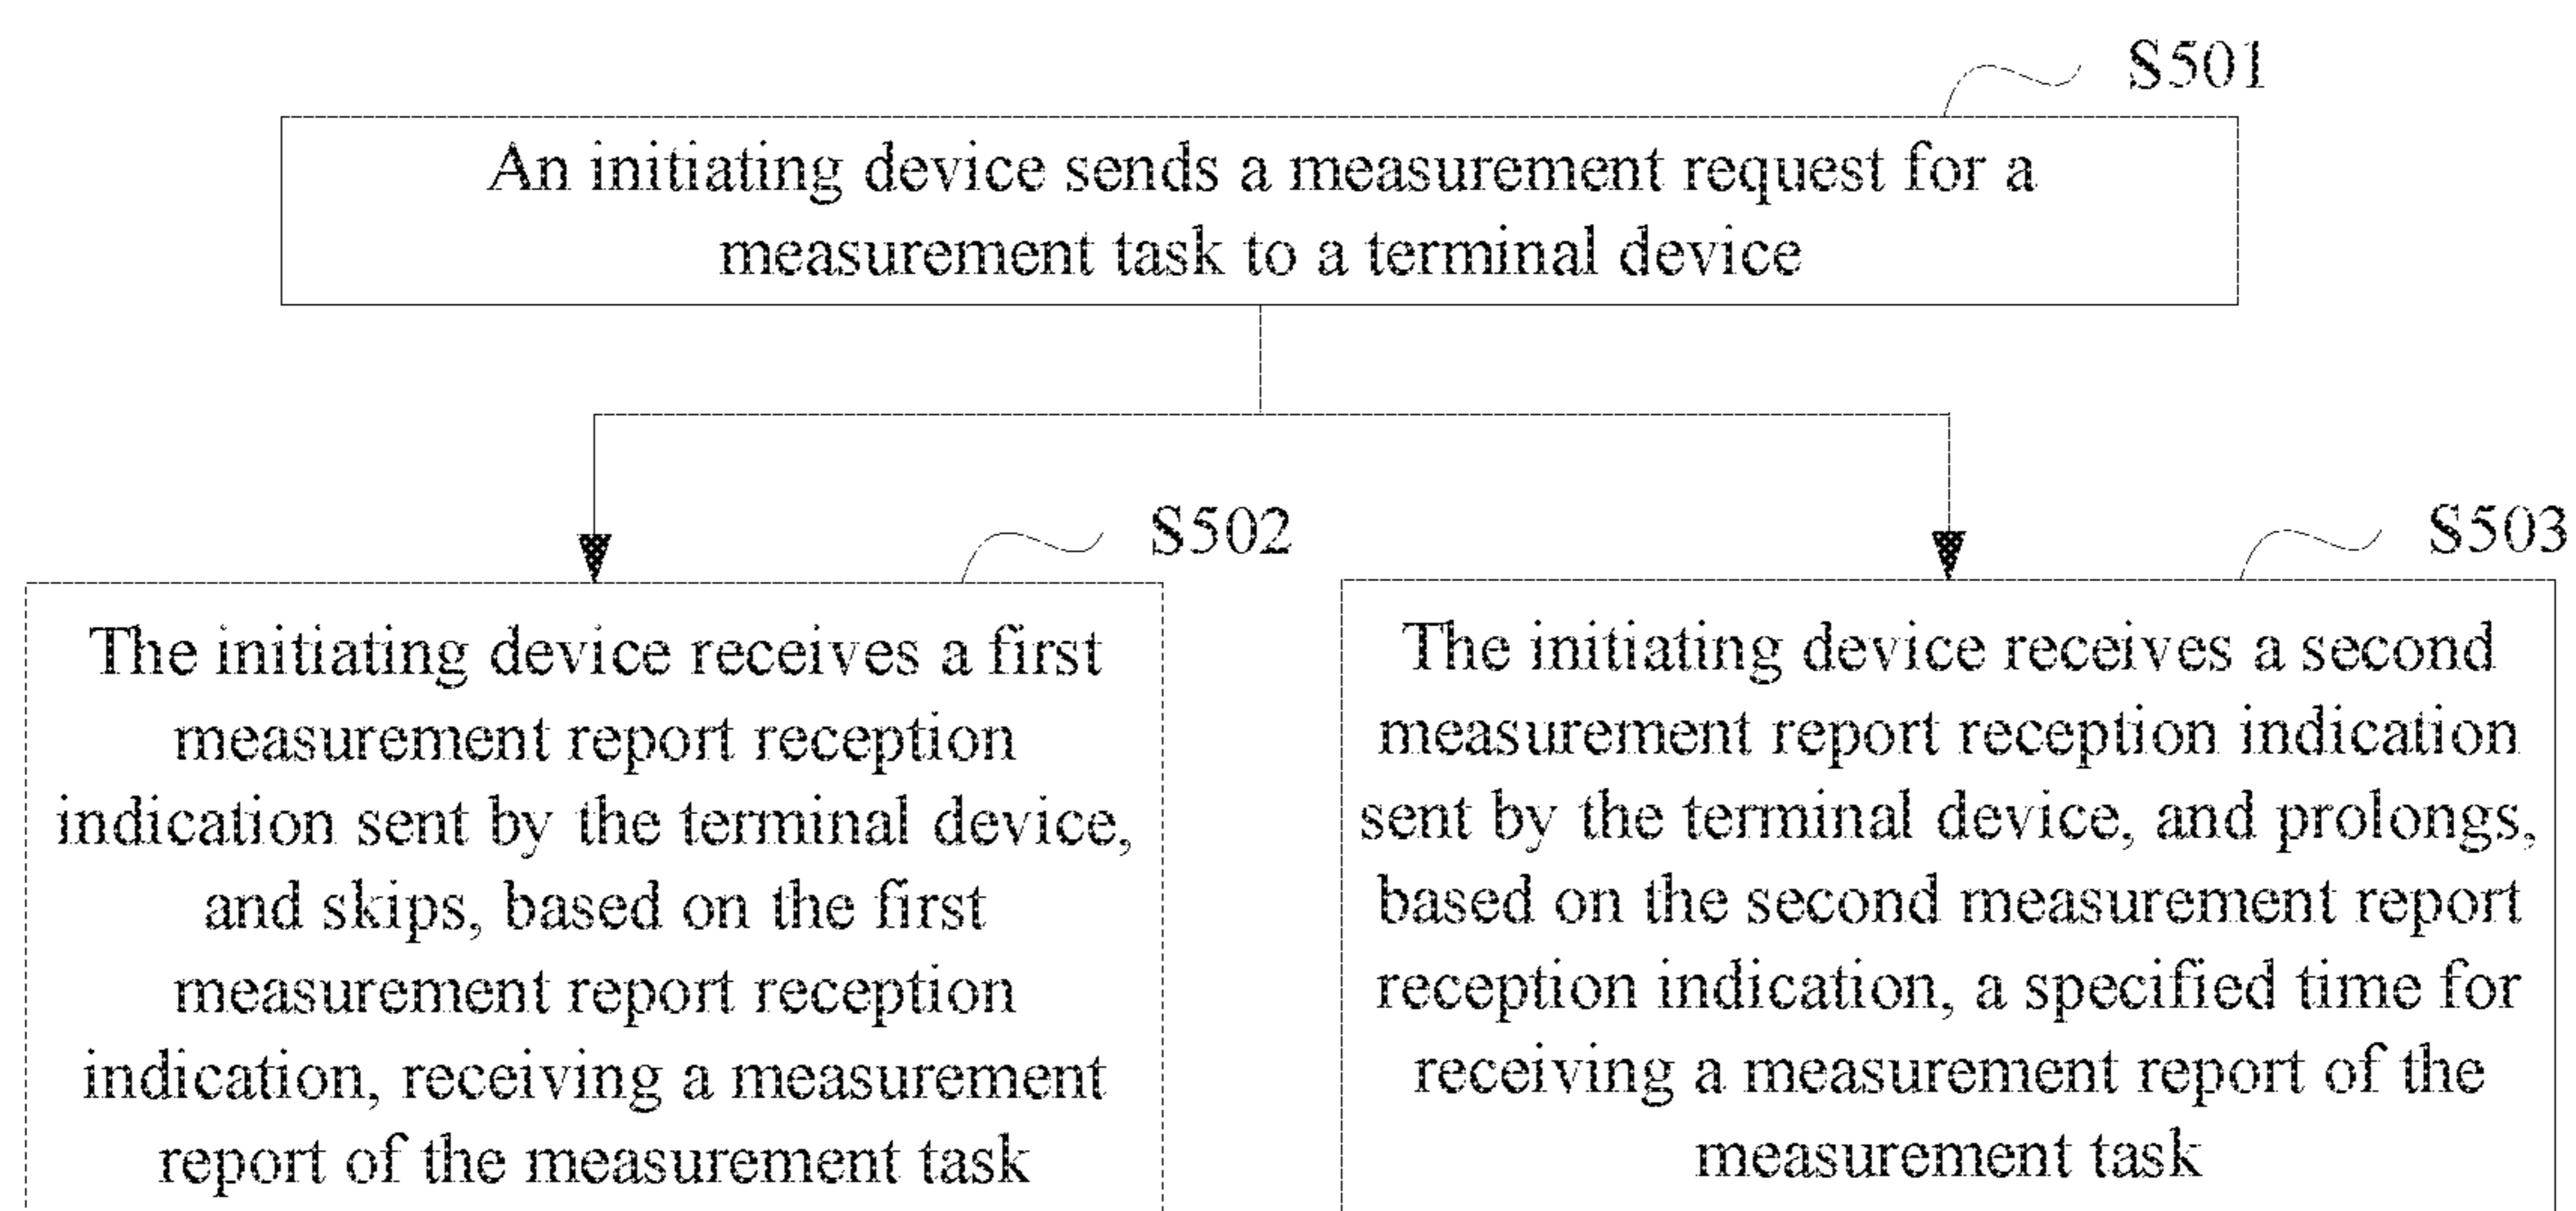 S501
An initiating device sends a measurement request for a
measurement task to a terminal device
S502
The initiating device receives a first
measurement report reception
indication sent by the terminal device,
and skips, based on the first
measurement report reception
indication, receiving a measurement
report of the measurement task
S503
The initiating device receives a second
measurement report reception indication
sent by the terminal device, and prolongs,
based on the second measurement report
reception indication, a specified time for
receiving a measurement report of the
measurement task